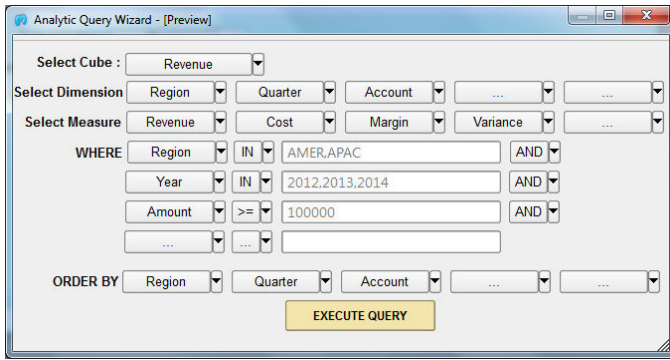 Analytic Query Wizard - [Preview]
Select Cube : Revenue
Select Dimension Region Quarter Account ... ...
Select Measure Revenue Cost Margin Variance ...
WHERE Region IN AMER,APAC AND
Year IN 2012,2013,2014 AND
Amount >= 100000 AND
... ...
ORDER BY Region Quarter Account ... ...
EXECUTE QUERY